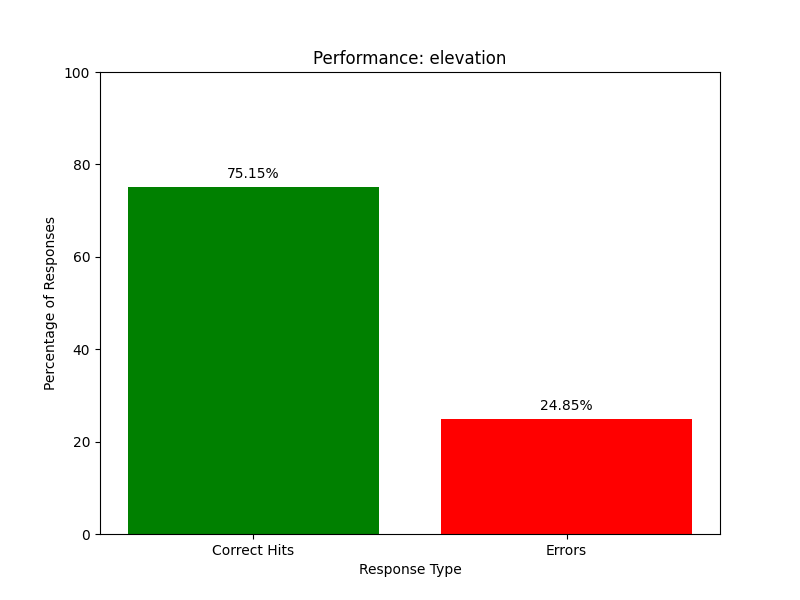 Performance: elevation
Percentage of Responses
100
80
60
40
20
0
75.15%
24.85%
Correct Hits
Errors
Response Type